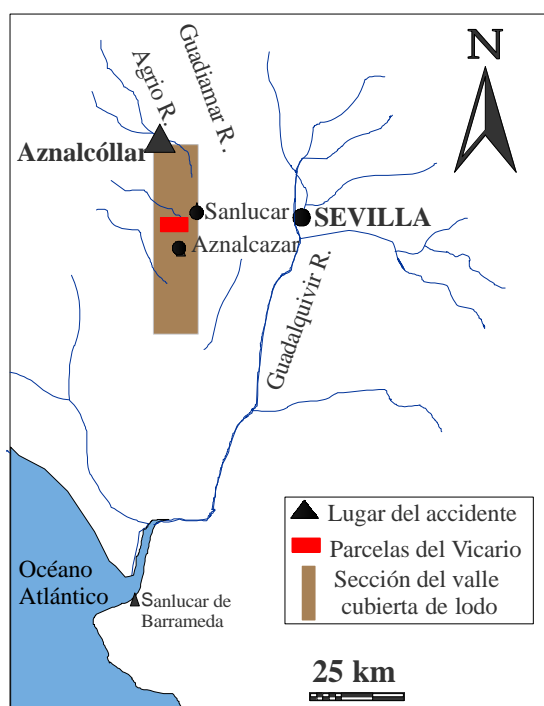 N
Agrio R.
Guadiamar R.
Aznalcóllar
Sanlucar
SEVILLA
Aznalcazar
Guadalquivir R.
Océano
Atlántico
Sanlucar de
Barrameda
Lugar del accidente
Parcelas del Vicario
Sección del valle
cubierta de lodo
25 km